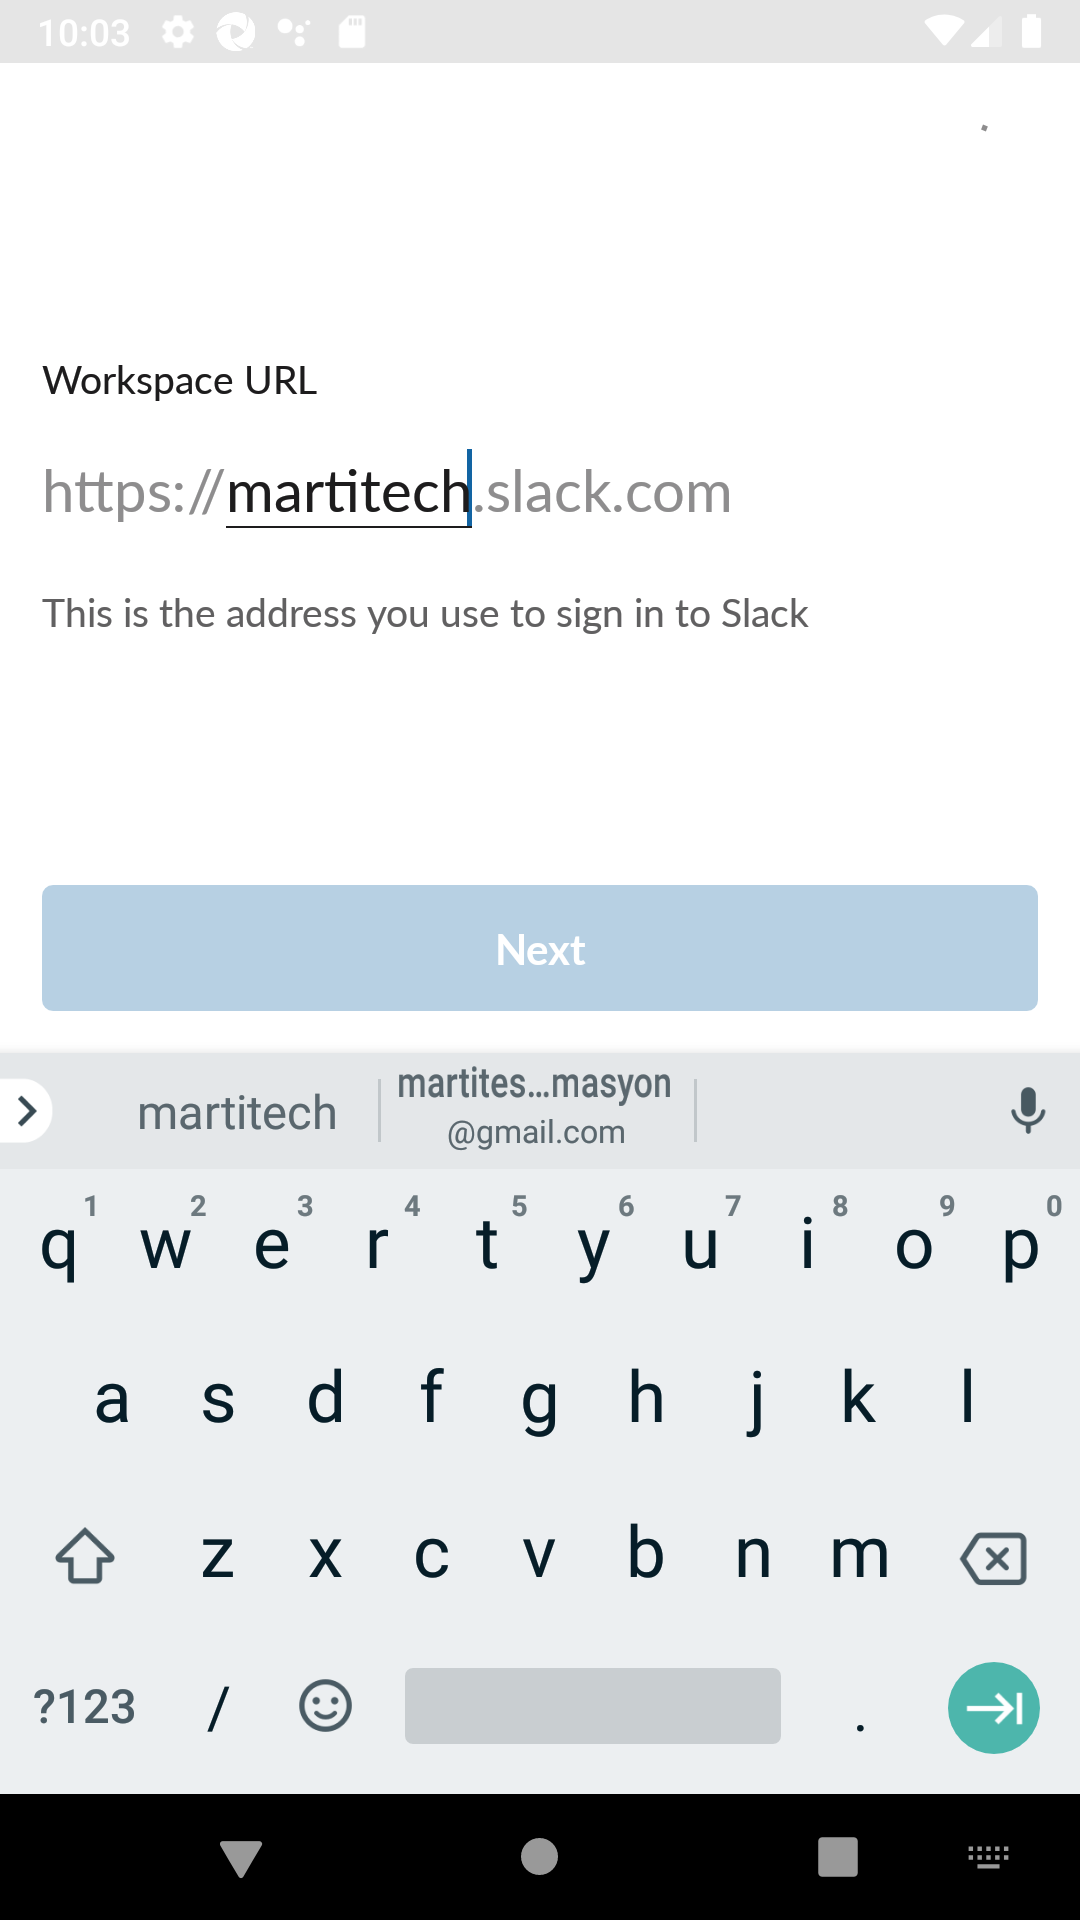 10:03
Workspace URL
https://martitech.slack.com
This is the address you use to sign in to Slack
Next
martitech
martites...masyon
@gmail.com
1 2 3 4 5 6 7 8 9 0
q w e r t y u i o p
a s d f g h j k l
z x c v b n m
?123 / .